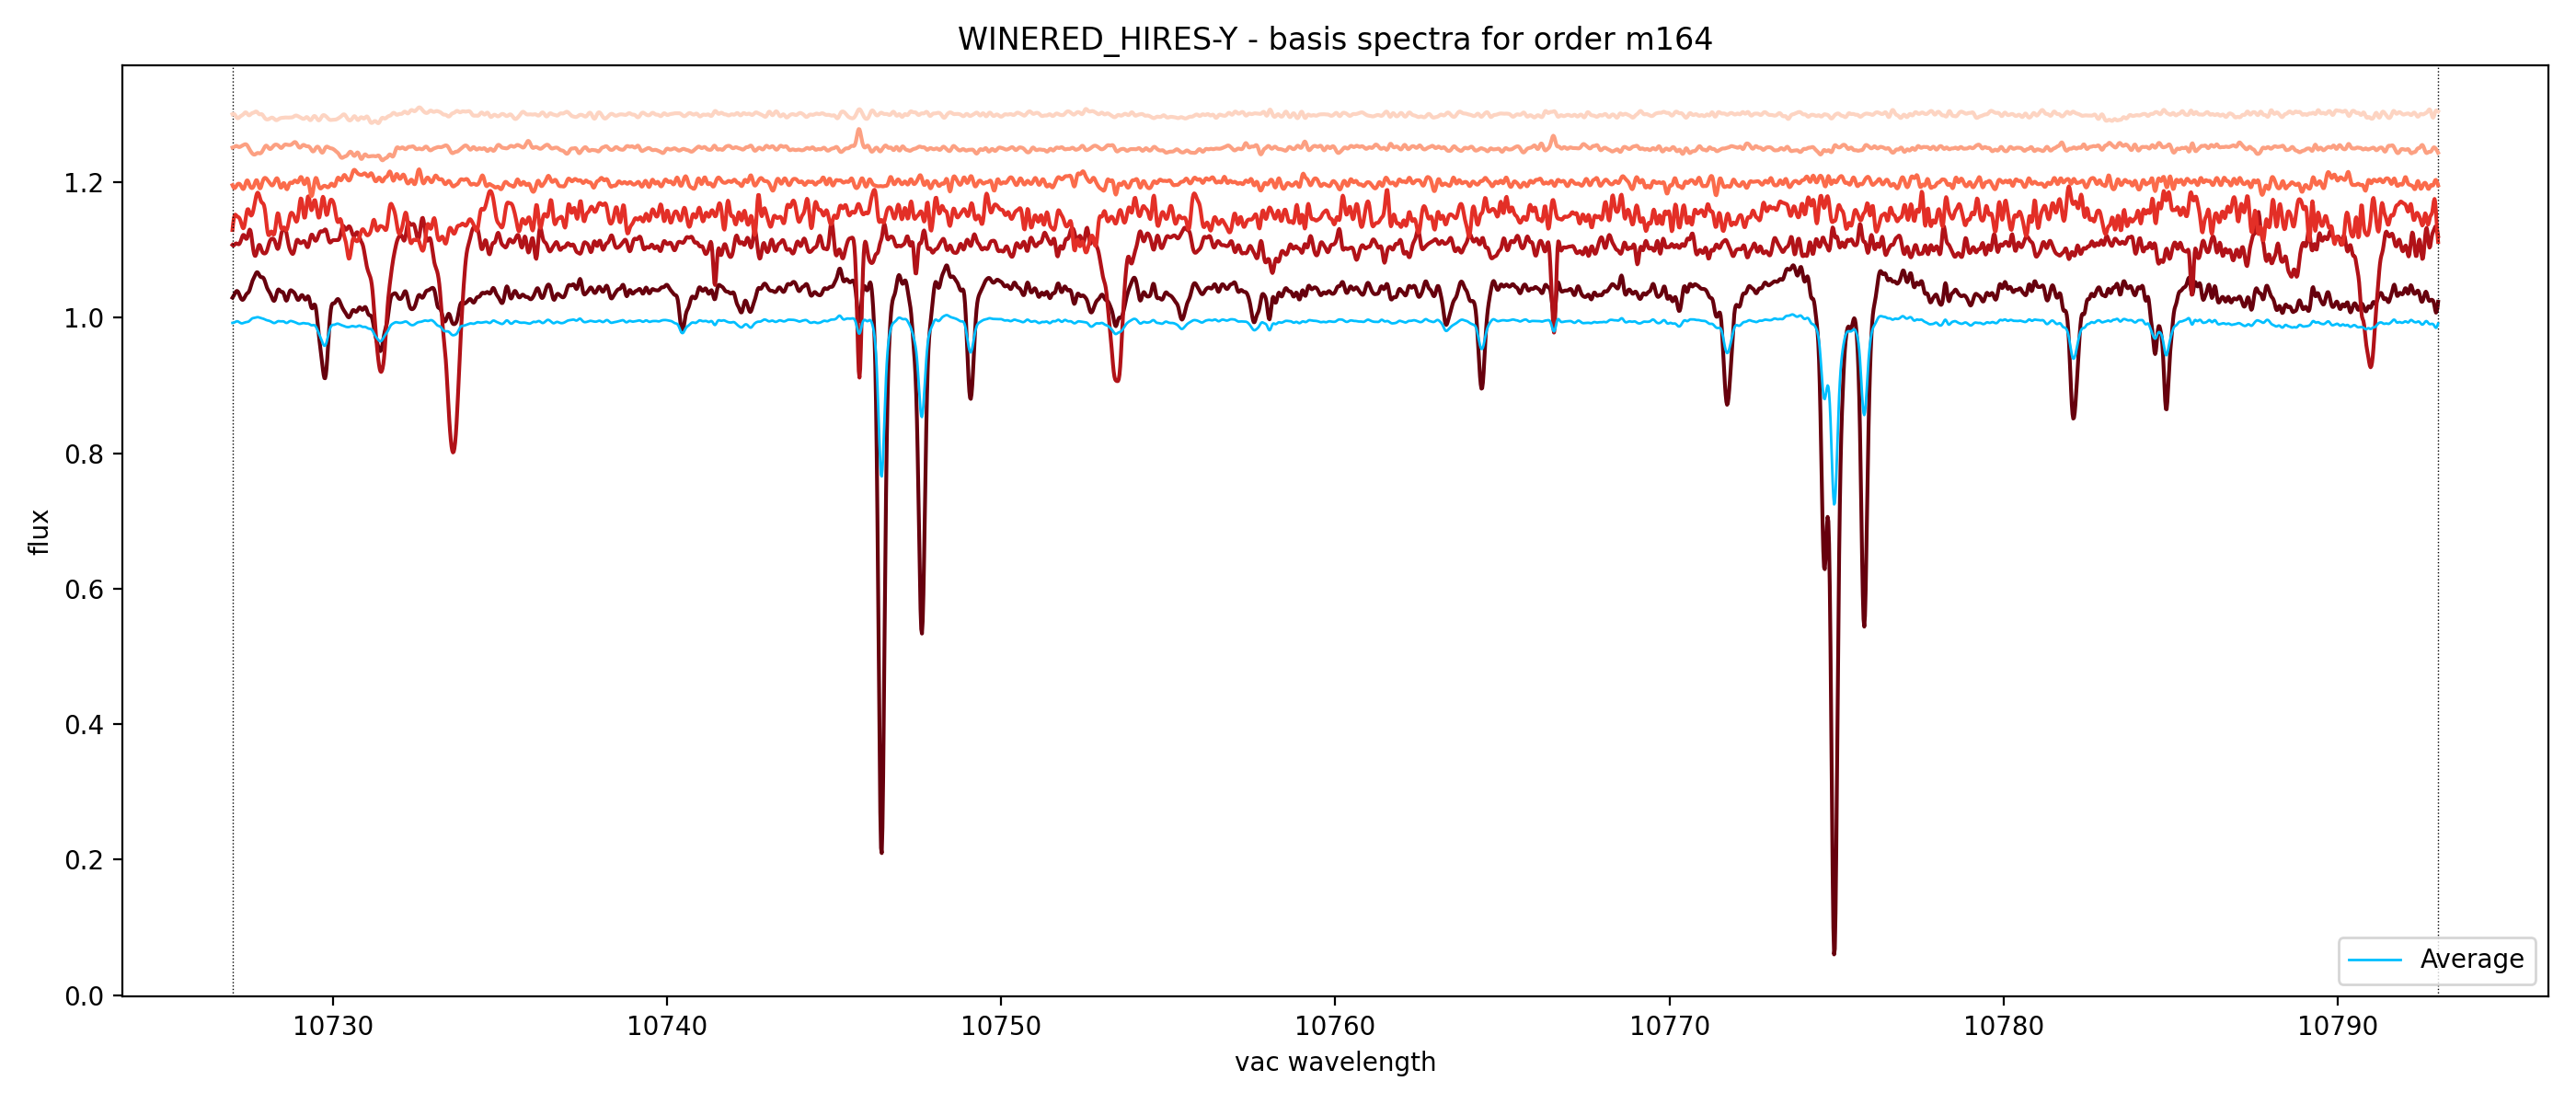 WINERED_HIRES-Y - basis spectra for order m164
flux
1.2
1.0
0.8
0.6
0.4
0.2
0.0
Average
10730 10740 10750 10760 10770 10780 10790
vac wavelength